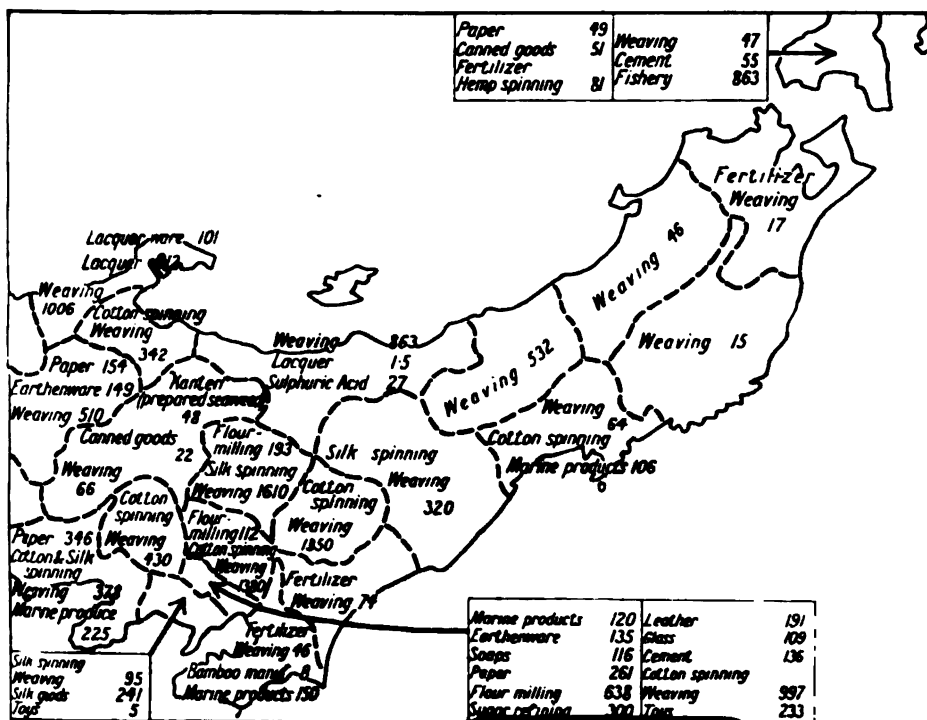 Paper 49
Canned goods 51
Fertilizer
Hemp spinning 81
Weaving 47
Cement 55
Fishery 863
Fertilizer
Weaving
17
Weaving 46
Weaving 15
Weaving 532
Weaving
64
Cotton spinning
Marine products 106
Lacquer ware 101
Lacquer
Weaving
1006
Cotton spinning
Weaving
342
Paper 154
Earthenware 149
Weaving 510
Kanten
(prepared seaweed)
48
Weaving 863
Lacquer 1·5
Sulphuric Acid 27
Canned goods
22
Weaving
66
Flour-
milling 193
Silk spinning
Weaving 1610
Silk spinning
Weaving
320
Cotton
spinning
Weaving
1850
Cotton
spinning
Weaving
430
Flour-
milling 112
Cotton spinning
Weaving
Paper 346
Cotton & Silk
spinning
Weaving
Marine produce
225
Fertilizer
Weaving 74
Fertilizer
Weaving 46
Bamboo manuf 8
Marine products 150
Silk spinning
Weaving 95
Silk goods 241
Toys 5
Marine products 120
Earthenware 135
Soaps 116
Paper 261
Flour milling 638
Sugar refining 300
Leather 191
Glass 109
Cement 136
Cotton spinning
Weaving 997
Toys 233